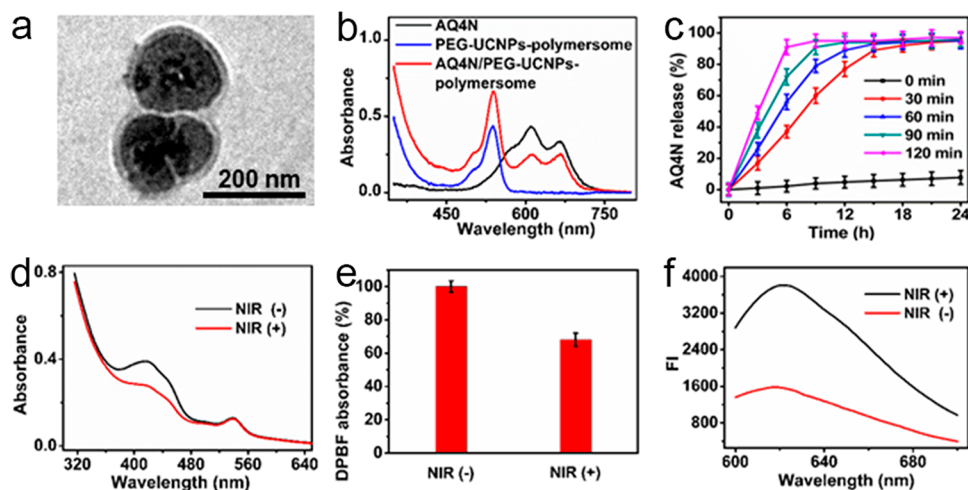 a
200 nm
b
AQ4N
PEG-UCNPs-polymersome
AQ4N/PEG-UCNPs-
polymersome
Absorbance
1.0
0.5
0.0
450
600
750
Wavelength (nm)
c
AQ4N release (%)
100
80
60
40
20
0
0 min
30 min
60 min
90 min
120 min
0
6
12
18
24
Time (h)
d
Absorbance
0.8
0.4
0.0
NIR (-)
NIR (+)
320
400
480
560
640
Wavelength (nm)
e
DPBF absorbance (%)
100
80
60
40
20
0
NIR (-)
NIR (+)
f
FI
4000
3200
2400
1600
800
NIR (+)
NIR (-)
600
640
680
Wavelength (nm)